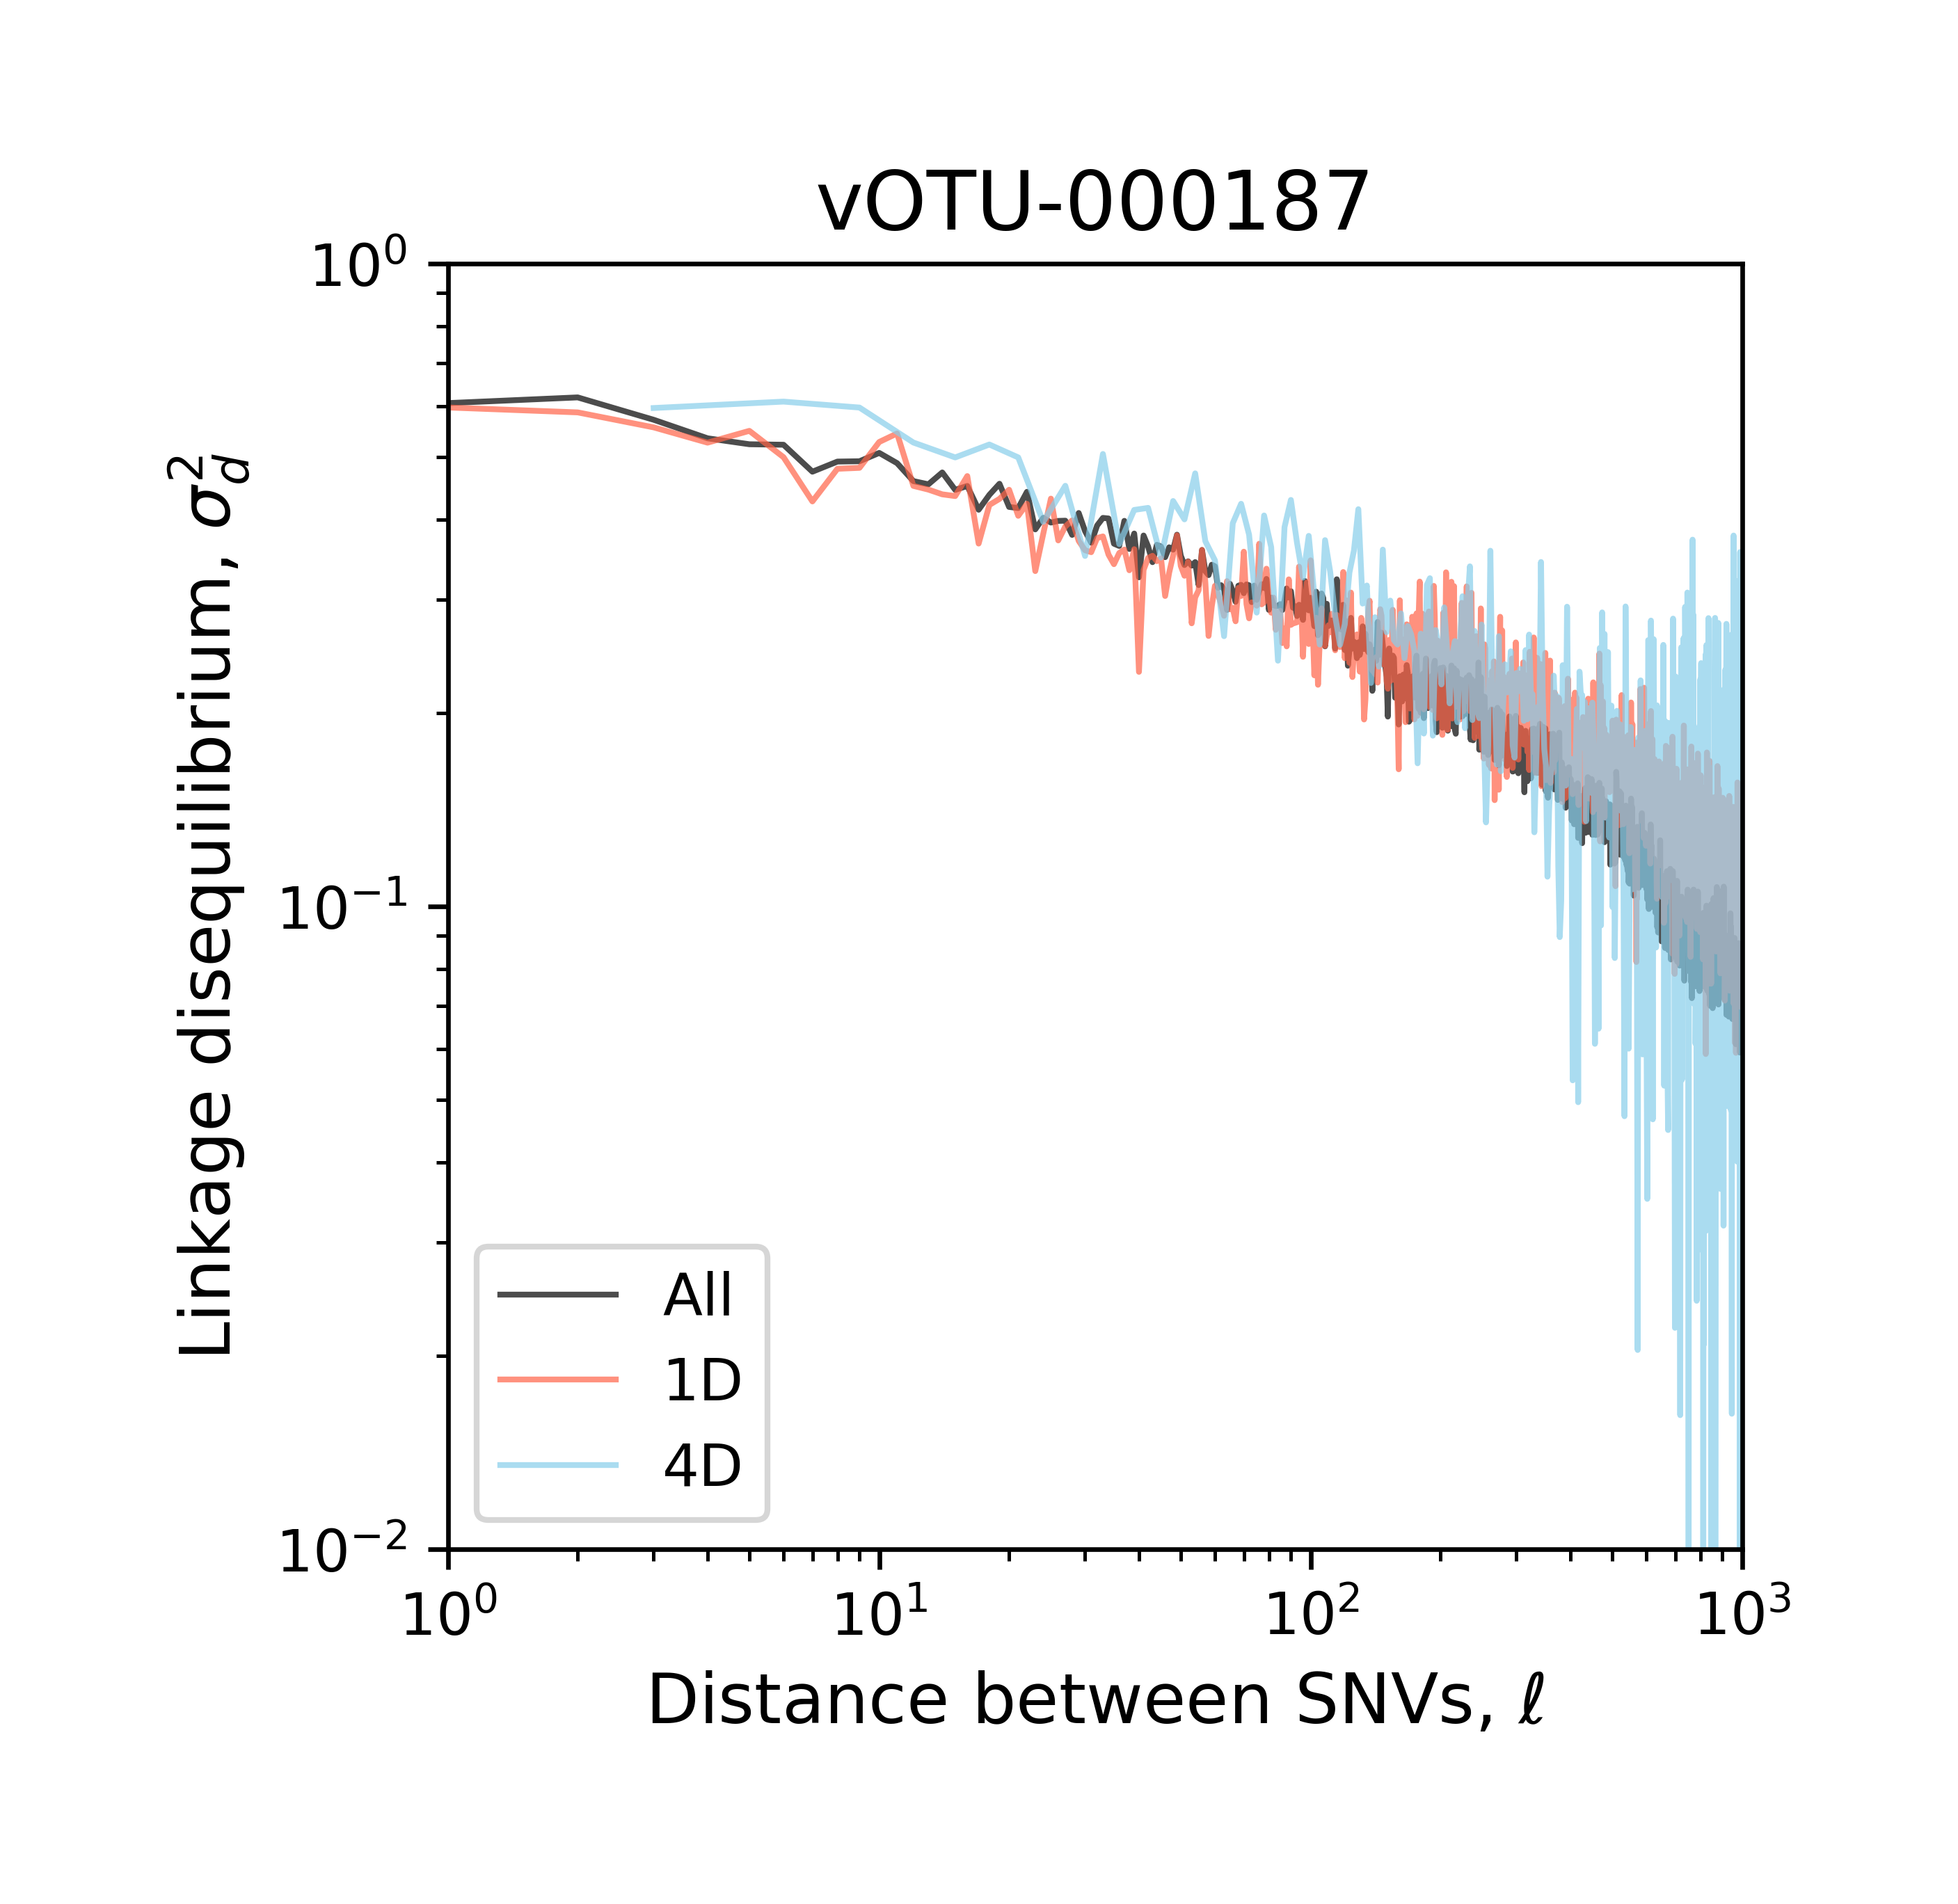 vOTU-000187
10⁰
10⁻¹
10⁻²
Linkage disequilibrium, σ²_d
All
1D
4D
10⁰ 10¹ 10² 10³
Distance between SNVs, ℓ